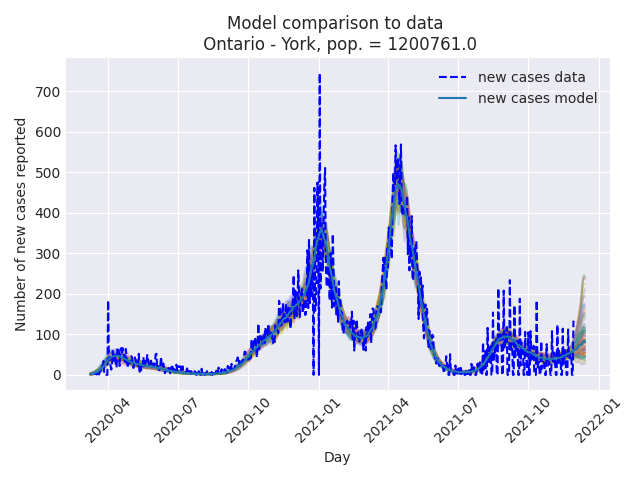 Model comparison to data
Ontario - York, pop. = 1200761.0
new cases data
new cases model
Number of new cases reported
700
600
500
400
300
200
100
0
2020-04
2020-07
2020-10
2021-01
2021-04
2021-07
2021-10
2022-01
Day